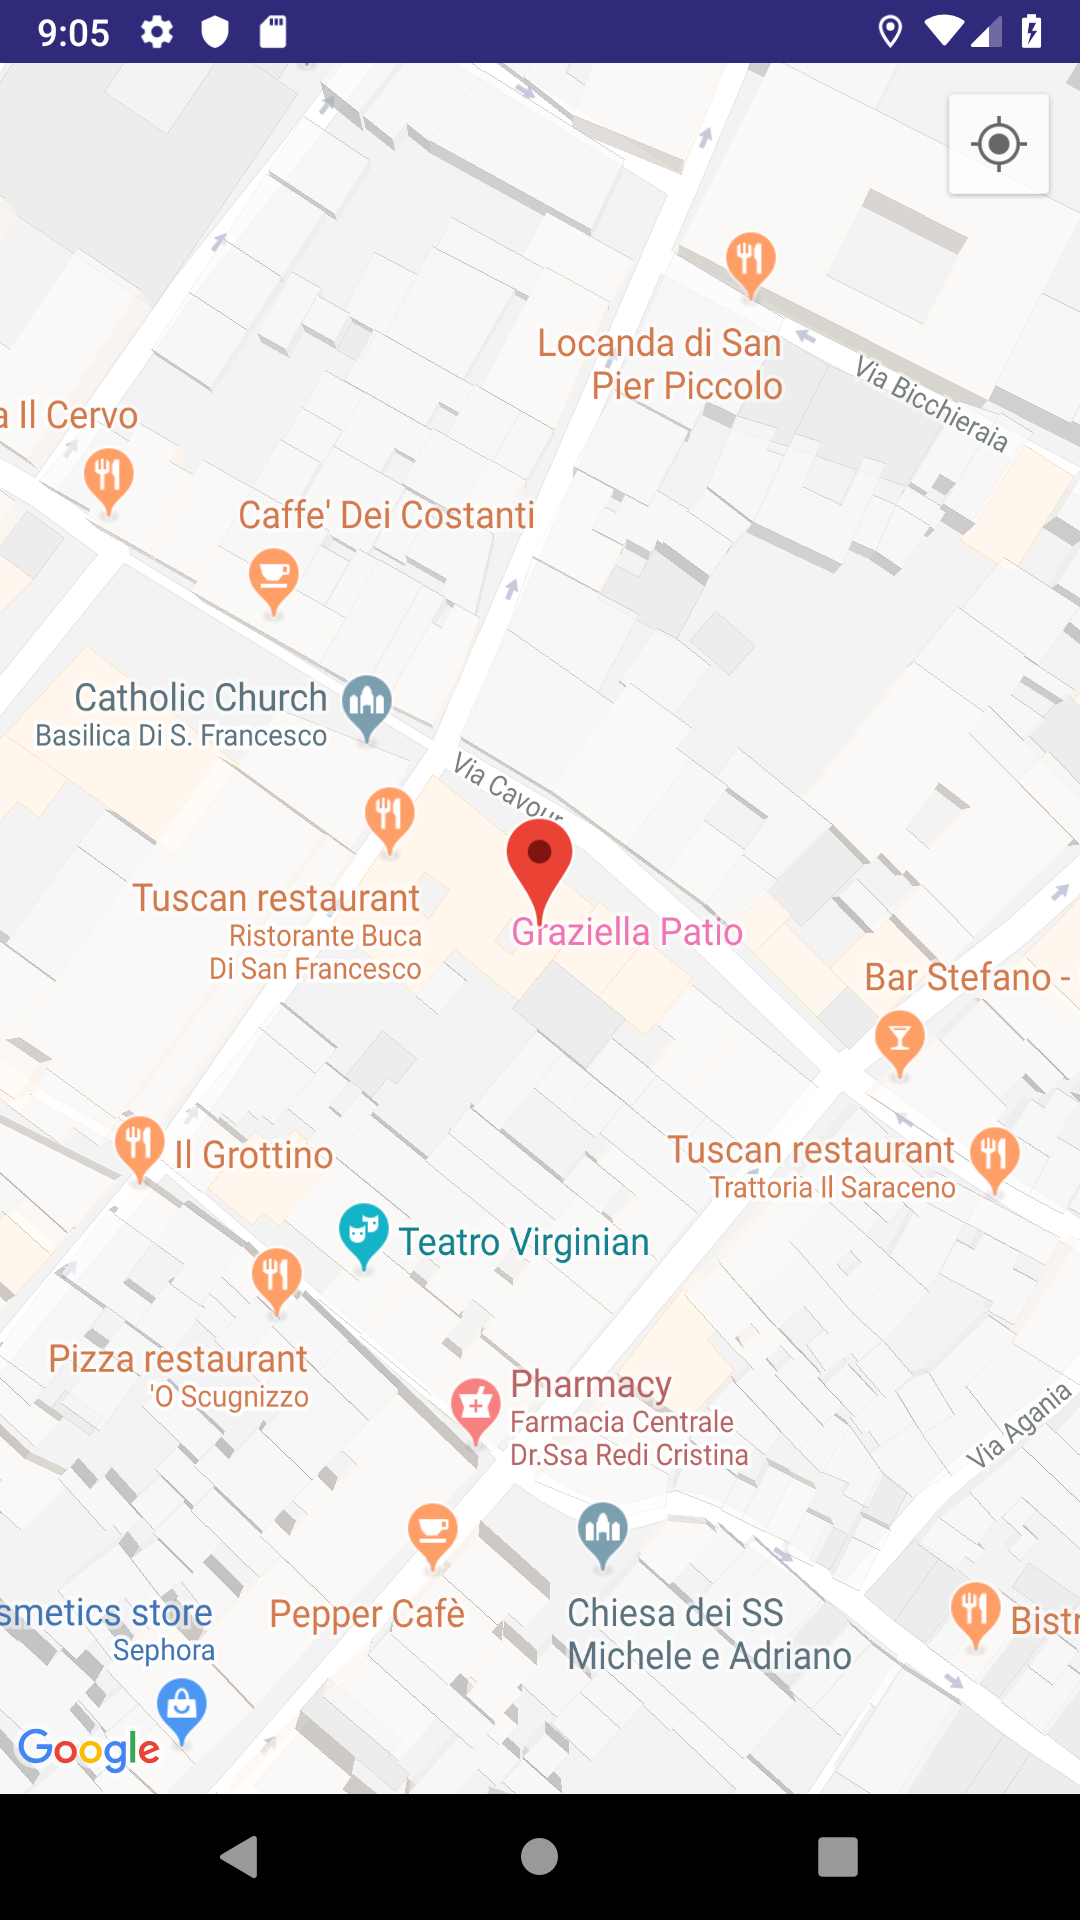 9:05
Locanda di San
Pier Piccolo
Via Bicchieraia
a Il Cervo
Caffe' Dei Costanti
Catholic Church
Basilica Di S. Francesco
Via Cavour
Tuscan restaurant
Ristorante Buca
Di San Francesco
Graziella Patio
Bar Stefano -
Il Grottino
Tuscan restaurant
Trattoria Il Saraceno
Teatro Virginian
Pizza restaurant
'O Scugnizzo
Pharmacy
Farmacia Centrale
Dr.Ssa Redi Cristina
Via Agania
smetics store
Sephora
Pepper Cafè
Chiesa dei SS
Michele e Adriano
Bistr
Google